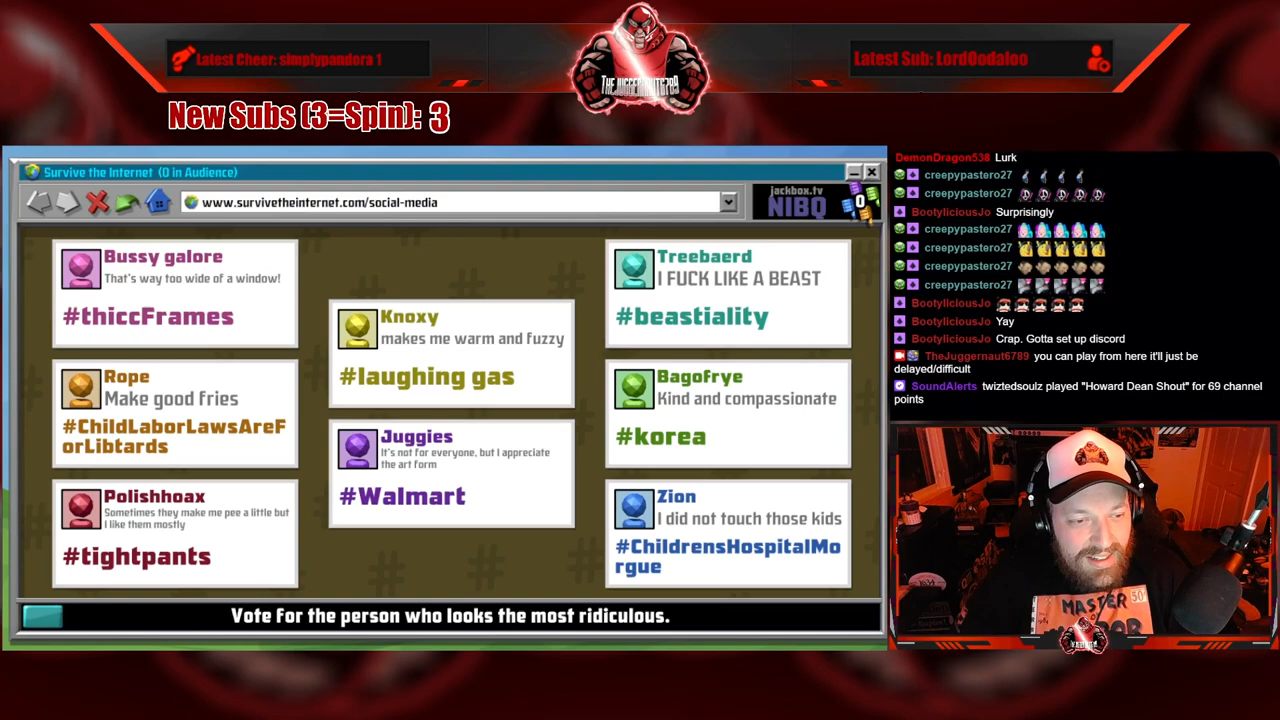 Latest Cheer: simplypandora 1
THEJUGGERNAUT6789
Latest Sub: LordOodaloo
New Subs (3=Spin): 3
Survive the Internet (0 in Audience)
www.survivetheinternet.com/social-media
jackbox.tv
NIBQ
0
Bussy galore
That's way too wide of a window!
#thiccFrames
Rope
Make good fries
#ChildLaborLawsAreF
orLibtards
Polishhoax
Sometimes they make me pee a little but
I like them mostly
#tightpants
Knoxy
makes me warm and fuzzy
#laughing gas
Juggies
It's not for everyone, but I appreciate
the art form
#Walmart
Treebaerd
I FUCK LIKE A BEAST
#beastiality
Bagofrye
Kind and compassionate
#korea
Zion
I did not touch those kids
#ChildrensHospitalMo
rgue
Vote for the person who looks the most ridiculous.
DemonDragon538 Lurk
creepypastero27
creepypastero27
BootyliciousJo Surprisingly
creepypastero27
creepypastero27
creepypastero27
creepypastero27
BootyliciousJo
BootyliciousJo Yay
BootyliciousJo Crap. Gotta set up discord
TheJuggernaut6789 you can play from here it'll just be
delayed/difficult
SoundAlerts twiztedsoulz played "Howard Dean Shout" for 69 channel
points
MASTER
50¢